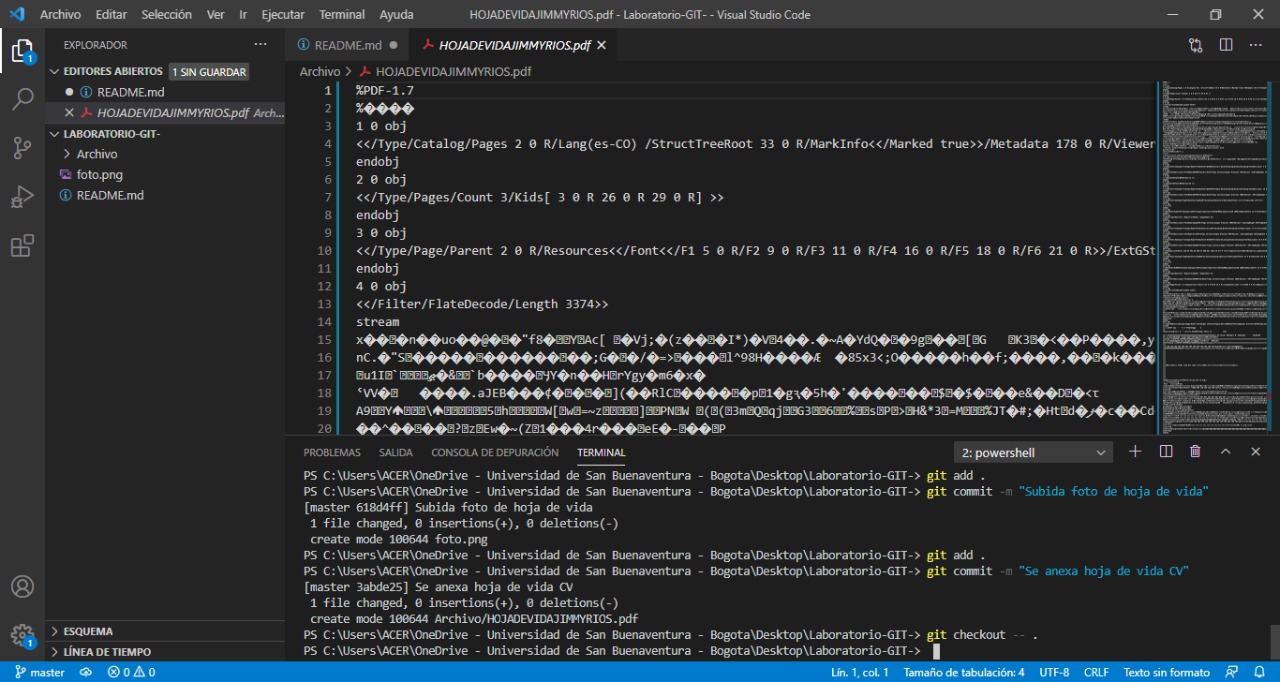 Archivo Editar Selección Ver Ir Ejecutar Terminal Ayuda HOJADEVIDAJIMMYRIOS.pdf - Laboratorio-GIT- - Visual Studio Code
EXPLORADOR
EDITORES ABIERTOS 1 SIN GUARDAR
README.md
HOJADEVIDAJIMMYRIOS.pdf Arch...
LABORATORIO-GIT-
Archivo
foto.png
README.md
ESQUEMA
LÍNEA DE TIEMPO
1
1
README.md HOJADEVIDAJIMMYRIOS.pdf
Archivo > HOJADEVIDAJIMMYRIOS.pdf
1 %PDF-1.7
2 %����
3 1 0 obj
4 <</Type/Catalog/Pages 2 0 R/Lang(es-CO) /StructTreeRoot 33 0 R/MarkInfo<</Marked true>>/Metadata 178 0 R/Viewer
5 endobj
6 2 0 obj
7 <</Type/Pages/Count 3/Kids[ 3 0 R 26 0 R 29 0 R] >>
8 endobj
9 3 0 obj
10 <</Type/Page/Parent 2 0 R/Resources<</Font<</F1 5 0 R/F2 9 0 R/F3 11 0 R/F4 16 0 R/F5 18 0 R/F6 21 0 R>>/ExtGSt
11 endobj
12 4 0 obj
13 <</Filter/FlateDecode/Length 3374>>
14 stream
15
16
17
18
19
20
PROBLEMAS SALIDA CONSOLA DE DEPURACIÓN TERMINAL 2: powershell
PS C:\Users\ACER\OneDrive - Universidad de San Buenaventura - Bogota\Desktop\Laboratorio-GIT-> git add .
PS C:\Users\ACER\OneDrive - Universidad de San Buenaventura - Bogota\Desktop\Laboratorio-GIT-> git commit -m "Subida foto de hoja de vida"
[master 618d4ff] Subida foto de hoja de vida
1 file changed, 0 insertions(+), 0 deletions(-)
create mode 100644 foto.png
PS C:\Users\ACER\OneDrive - Universidad de San Buenaventura - Bogota\Desktop\Laboratorio-GIT-> git add .
PS C:\Users\ACER\OneDrive - Universidad de San Buenaventura - Bogota\Desktop\Laboratorio-GIT-> git commit -m "Se anexa hoja de vida CV"
[master 3abde25] Se anexa hoja de vida CV
1 file changed, 0 insertions(+), 0 deletions(-)
create mode 100644 Archivo/HOJADEVIDAJIMMYRIOS.pdf
PS C:\Users\ACER\OneDrive - Universidad de San Buenaventura - Bogota\Desktop\Laboratorio-GIT-> git checkout -- .
PS C:\Users\ACER\OneDrive - Universidad de San Buenaventura - Bogota\Desktop\Laboratorio-GIT->
master 0 0 Lín. 1, col. 1 Tamaño de tabulación: 4 UTF-8 CRLF Texto sin formato